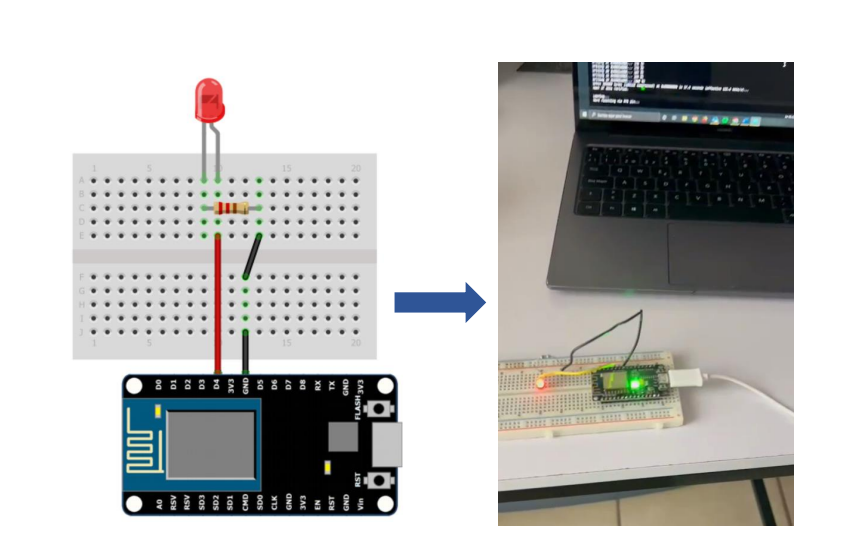 1 5 10 15 20
A
B
C
D
E
F
G
H
I
J
1 5 10 15 20
D0 D1 D2 D3 D4 3V3 GND D5 D6 D7 D8 RX TX GND 3V3
FLASH
RST
A0 RSV RSV SD3 SD2 SD1 CMD SD0 CLK GND 3V3 EN RST GND Vin